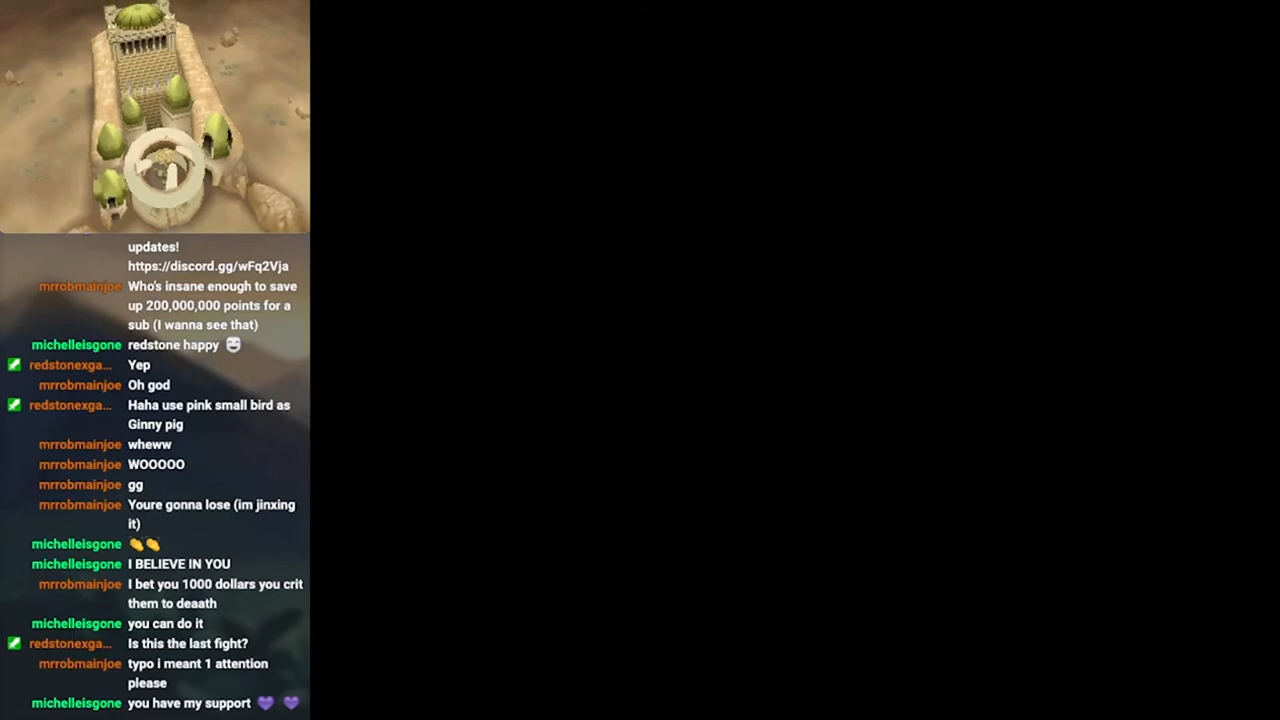 updates!
https://discord.gg/wFq2Vja
mrrobmainjoe Who's insane enough to save
up 200,000,000 points for a
sub (I wanna see that)
michelleisgone redstone happy
redstonexga... Yep
mrrobmainjoe Oh god
redstonexga... Haha use pink small bird as
Ginny pig
mrrobmainjoe wheww
mrrobmainjoe WOOOOO
mrrobmainjoe gg
mrrobmainjoe Youre gonna lose (im jinxing
it)
michelleisgone 👏👏
michelleisgone I BELIEVE IN YOU
mrrobmainjoe I bet you 1000 dollars you crit
them to deaath
michelleisgone you can do it
redstonexga... Is this the last fight?
mrrobmainjoe typo i meant 1 attention
please
michelleisgone you have my support 💜 💜